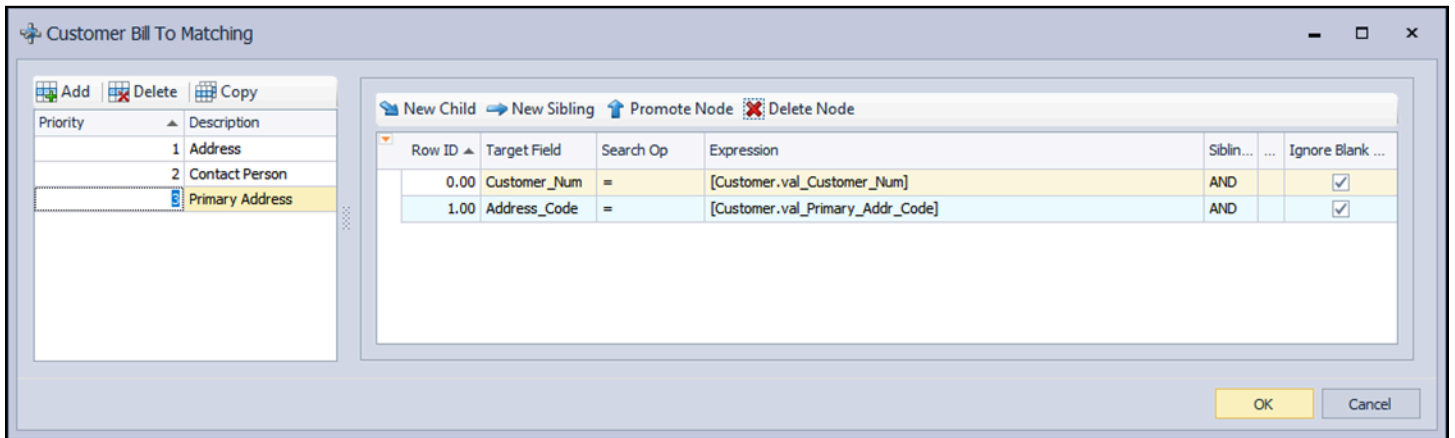 Customer Bill To Matching
Add Delete Copy
Priority Description
1 Address
2 Contact Person
3 Primary Address
New Child New Sibling Promote Node Delete Node
Row ID Target Field Search Op Expression Siblin... ... Ignore Blank ...
0.00 Customer_Num = [Customer.val_Customer_Num] AND
1.00 Address_Code = [Customer.val_Primary_Addr_Code] AND
OK Cancel